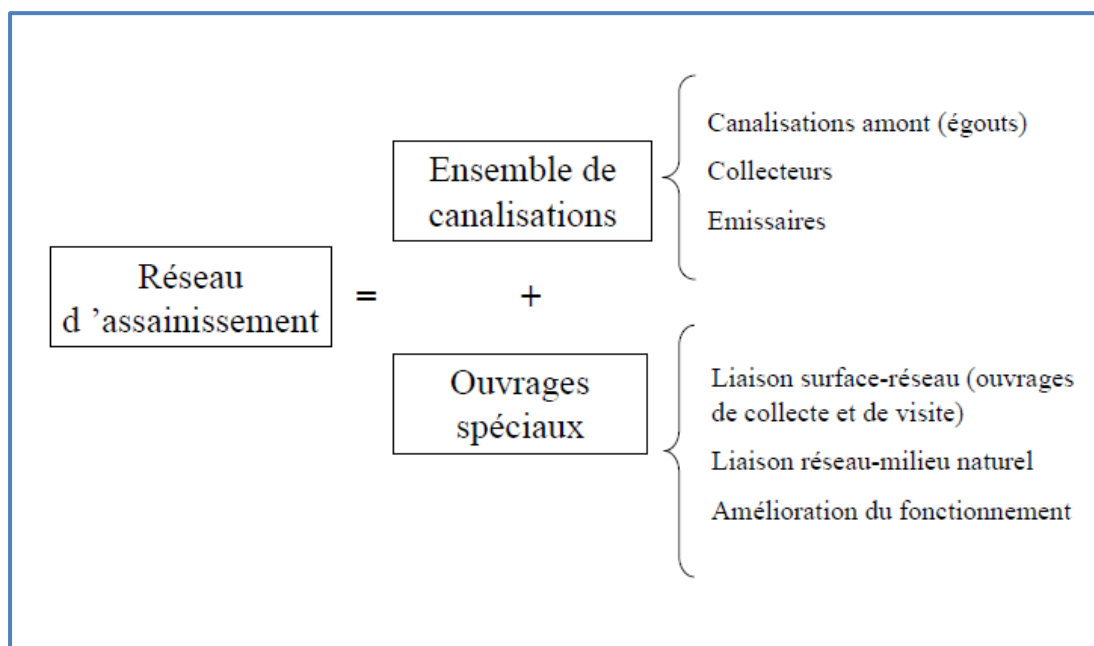 Réseau
d ’assainissement
=
Ensemble de
canalisations
Canalisations amont (égouts)
Collecteurs
Emissaires
+
Ouvrages
spéciaux
Liaison surface-réseau (ouvrages
de collecte et de visite)
Liaison réseau-milieu naturel
Amélioration du fonctionnement